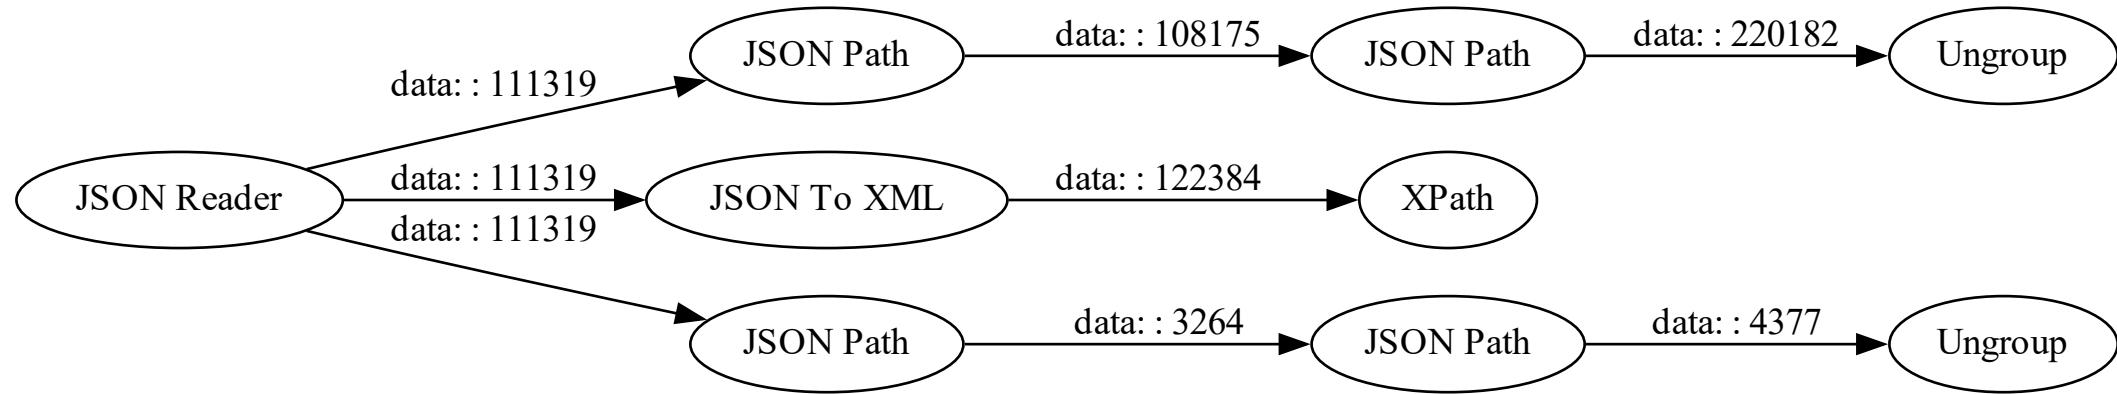 JSON Path
data: : 108175
JSON Path
data: : 220182
Ungroup
data: : 111319
JSON Reader
data: : 111319
JSON To XML
data: : 122384
XPath
data: : 111319
JSON Path
data: : 3264
JSON Path
data: : 4377
Ungroup